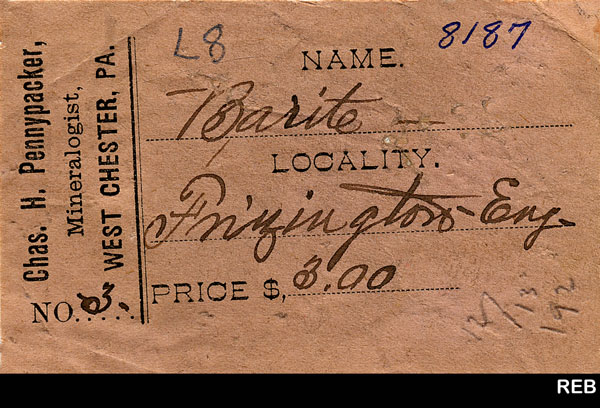 Chas. H. Pennypacker,
Mineralogist,
WEST CHESTER, PA.
NO. 3.
L8
8187
NAME.
Barite —
LOCALITY.
Frizington - Eng.
PRICE $, 3.00
REB